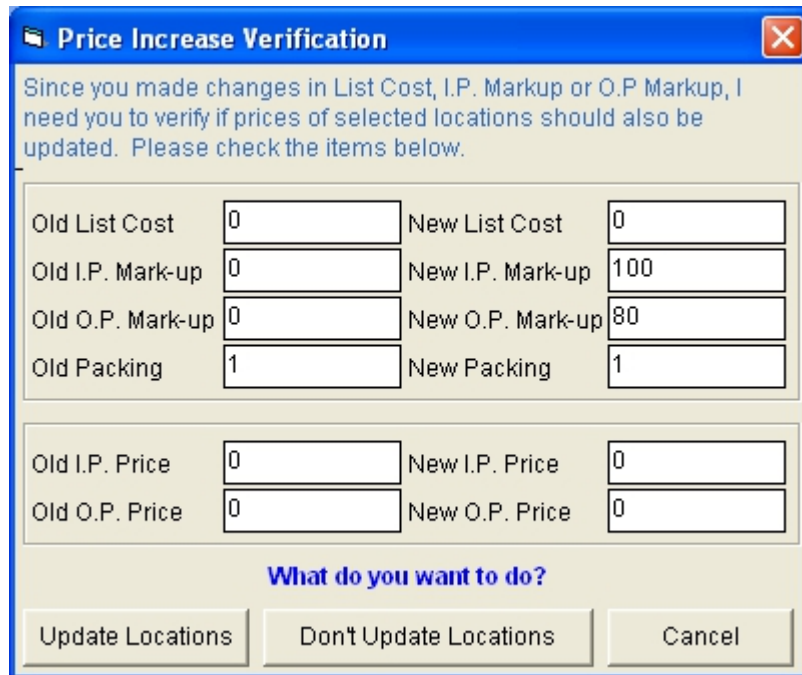 Price Increase Verification
Since you made changes in List Cost, I.P. Markup or O.P Markup, I
need you to verify if prices of selected locations should also be
updated. Please check the items below.
Old List Cost 0 New List Cost 0
Old I.P. Mark-up 0 New I.P. Mark-up 100
Old O.P. Mark-up 0 New O.P. Mark-up 80
Old Packing 1 New Packing 1
Old I.P. Price 0 New I.P. Price 0
Old O.P. Price 0 New O.P. Price 0
What do you want to do?
Update Locations Don't Update Locations Cancel